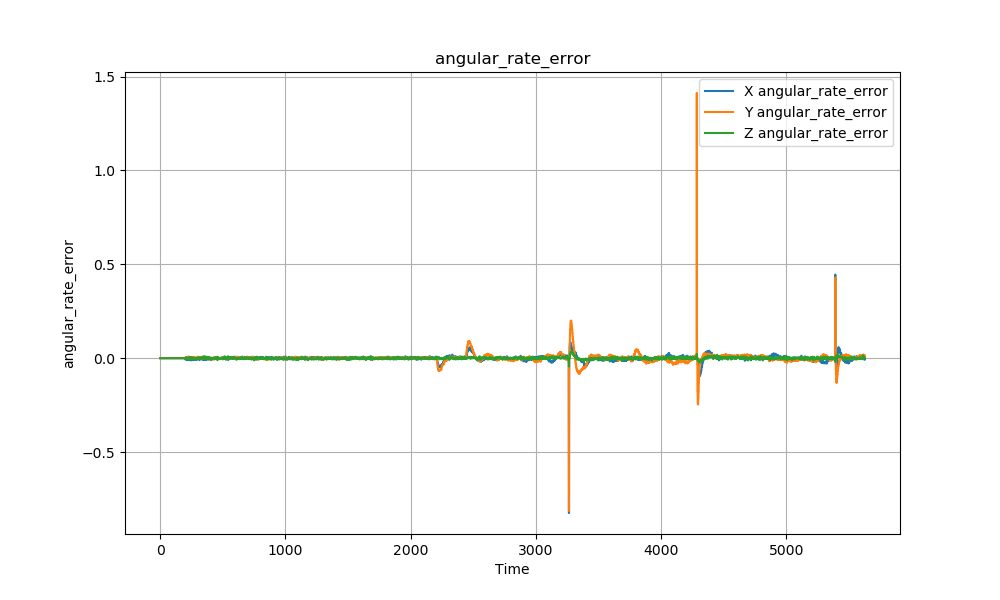 angular_rate_error
1.5
1.0
0.5
0.0
−0.5
angular_rate_error
X angular_rate_error
Y angular_rate_error
Z angular_rate_error
0 1000 2000 3000 4000 5000
Time